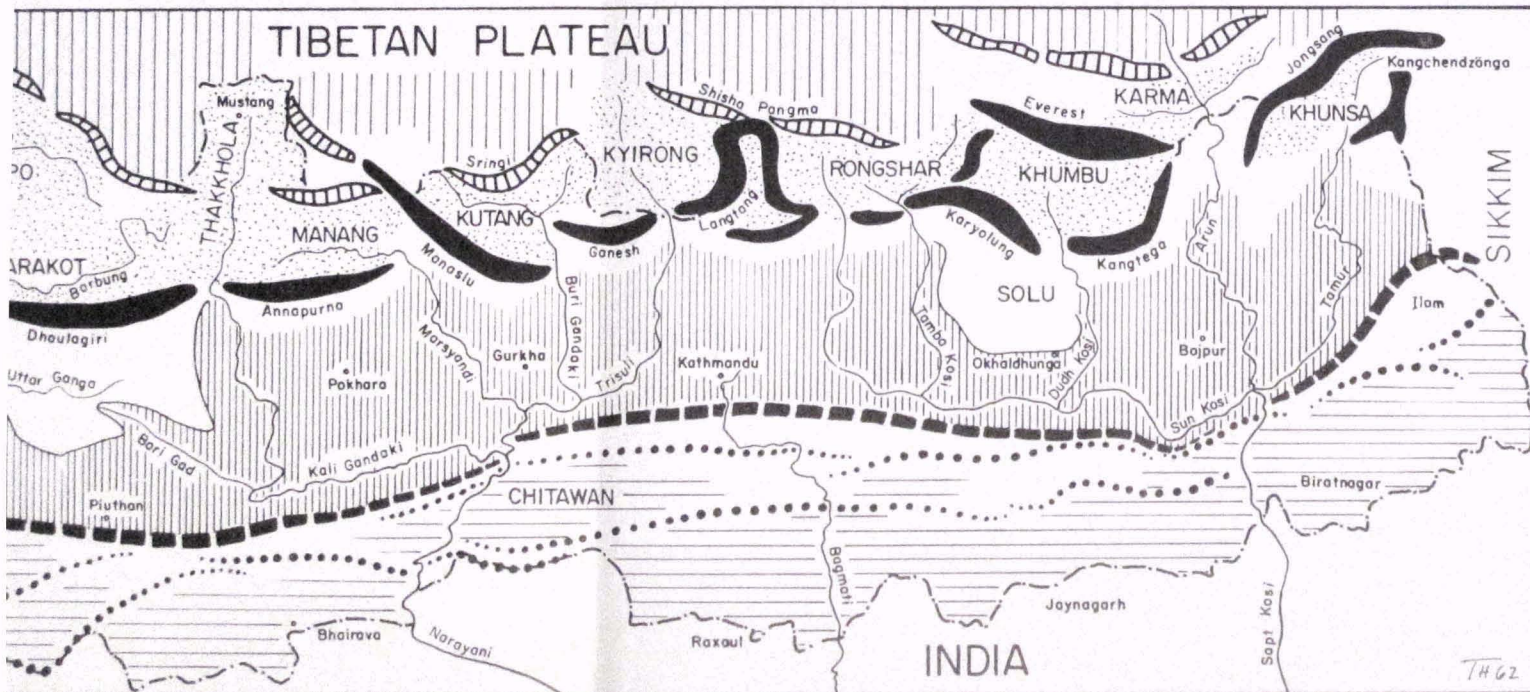 TIBETAN PLATEAU
Mustang
THAKKHOLA
PO
ARAKOT
Barbung
Dhaulagiri
Uttar Ganga
MANANG
Annapurna
Sringi
KUTANG
Manaslu
KYIRONG
Ganesh
Shisha Pangma
Langtang
RONGSHAR
Everest
KHUMBU
KARMA
Jongsang
Kangchendzönga
KHUNSA
SIKKIM
Karyolung
Kangtega
SOLU
Arun
Tamur
Ilam
Marsyandi
Buri Gandaki
Trisuli
Gurkha
Pokhara
Kathmandu
Tamba Kosi
Okhaldhunga
Dudh Kosi
Bojpur
Sun Kosi
Bari Gad
Kali Gandaki
Piuthan
CHITAWAN
Biratnagar
Bagmati
Jaynagarh
Sapt Kosi
Bhairava
Narayani
Raxaul
INDIA
TH62